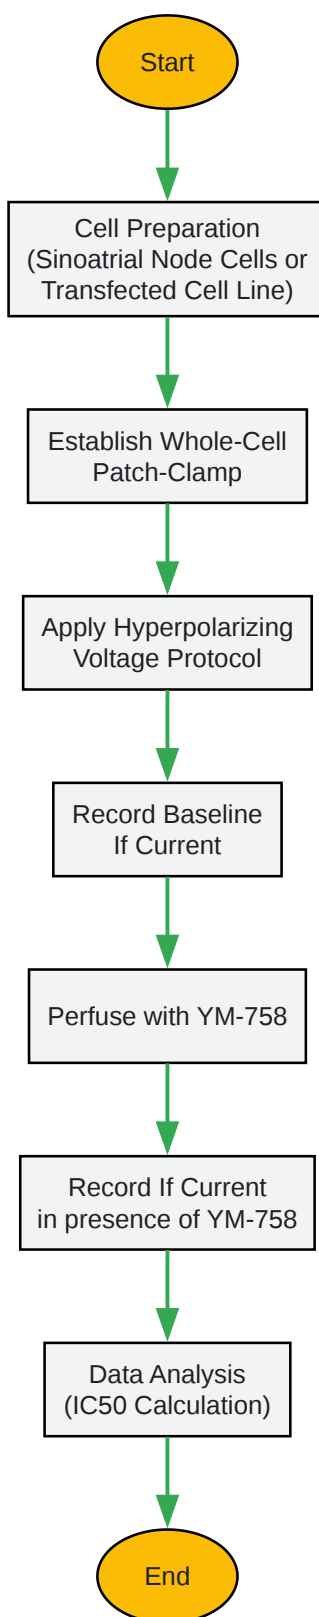 Start
Cell Preparation
(Sinoatrial Node Cells or
Transfected Cell Line)
Establish Whole-Cell
Patch-Clamp
Apply Hyperpolarizing
Voltage Protocol
Record Baseline
If Current
Perfuse with YM-758
Record If Current
in presence of YM-758
Data Analysis
(IC50 Calculation)
End